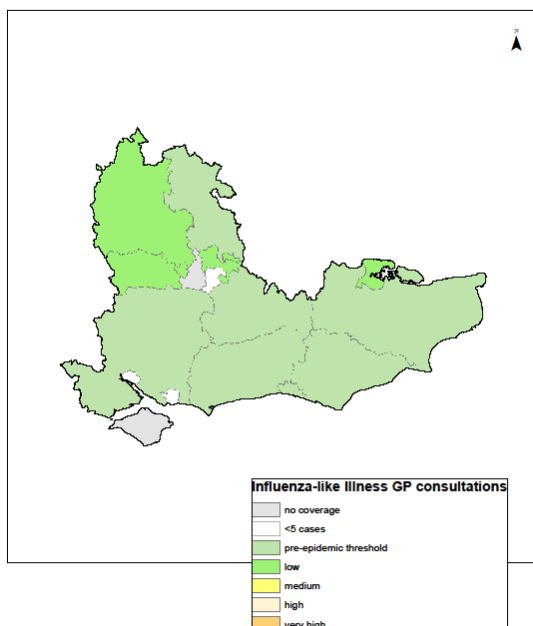 N
Influenza-like Illness GP consultations
no coverage
<5 cases
pre-epidemic threshold
low
medium
high
very high